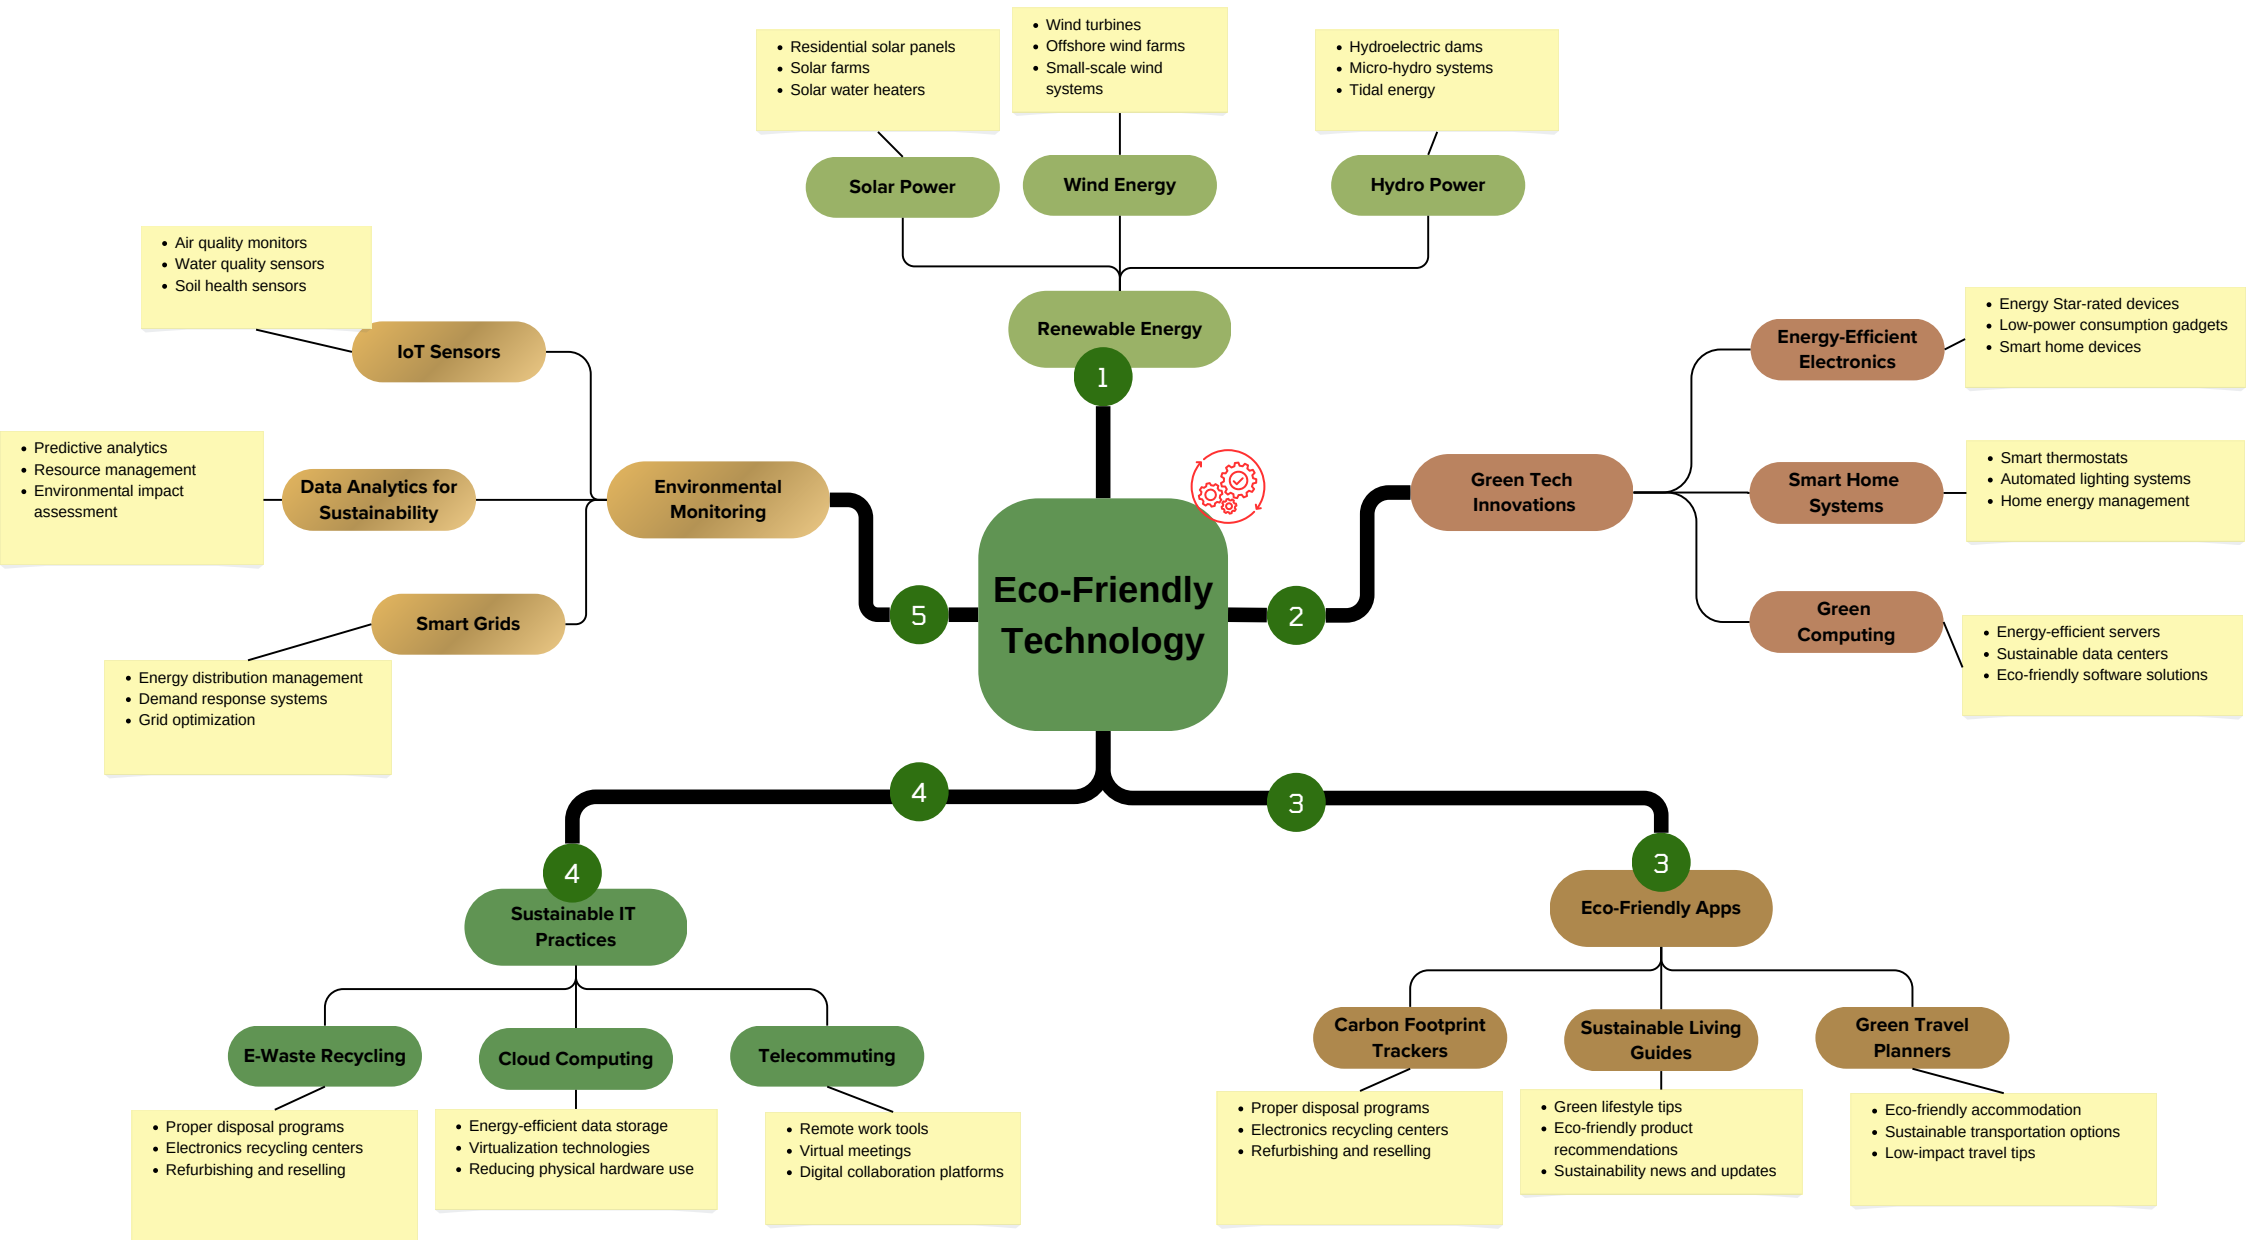 • Residential solar panels
• Solar farms
• Solar water heaters
• Wind turbines
• Offshore wind farms
• Small-scale wind
systems
• Hydroelectric dams
• Micro-hydro systems
• Tidal energy
Solar Power
Wind Energy
Hydro Power
Renewable Energy
1
• Air quality monitors
• Water quality sensors
• Soil health sensors
IoT Sensors
• Predictive analytics
• Resource management
• Environmental impact
assessment
Data Analytics for
Sustainability
Environmental
Monitoring
Smart Grids
• Energy distribution management
• Demand response systems
• Grid optimization
5
Eco-Friendly
Technology
2
Green Tech
Innovations
Energy-Efficient
Electronics
• Energy Star-rated devices
• Low-power consumption gadgets
• Smart home devices
Smart Home
Systems
• Smart thermostats
• Automated lighting systems
• Home energy management
Green
Computing
• Energy-efficient servers
• Sustainable data centers
• Eco-friendly software solutions
4
3
4
Sustainable IT
Practices
E-Waste Recycling
Cloud Computing
Telecommuting
• Proper disposal programs
• Electronics recycling centers
• Refurbishing and reselling
• Energy-efficient data storage
• Virtualization technologies
• Reducing physical hardware use
• Remote work tools
• Virtual meetings
• Digital collaboration platforms
3
Eco-Friendly Apps
Carbon Footprint
Trackers
Sustainable Living
Guides
Green Travel
Planners
• Proper disposal programs
• Electronics recycling centers
• Refurbishing and reselling
• Green lifestyle tips
• Eco-friendly product
recommendations
• Sustainability news and updates
• Eco-friendly accommodation
• Sustainable transportation options
• Low-impact travel tips